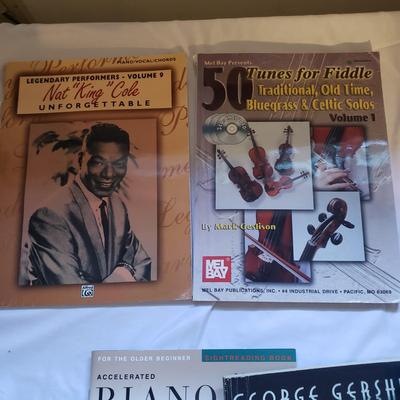 PIANO/VOCAL/CHORDS
LEGENDARY PERFORMERS - VOLUME 9
Nat "King" Cole
UNFORGETTABLE
Alfred
Mel Bay Presents
50 Tunes for Fiddle
Traditional, Old Time,
Bluegrass & Celtic Solos
Volume 1
By Mark Geslison
MEL
BAY
MEL BAY PUBLICATIONS, INC. • #4 INDUSTRIAL DRIVE • PACIFIC, MO 63069
FOR THE OLDER BEGINNER
SIGHTREADING BOOK
ACCELERATED
PIANO
GEORGE GERSH